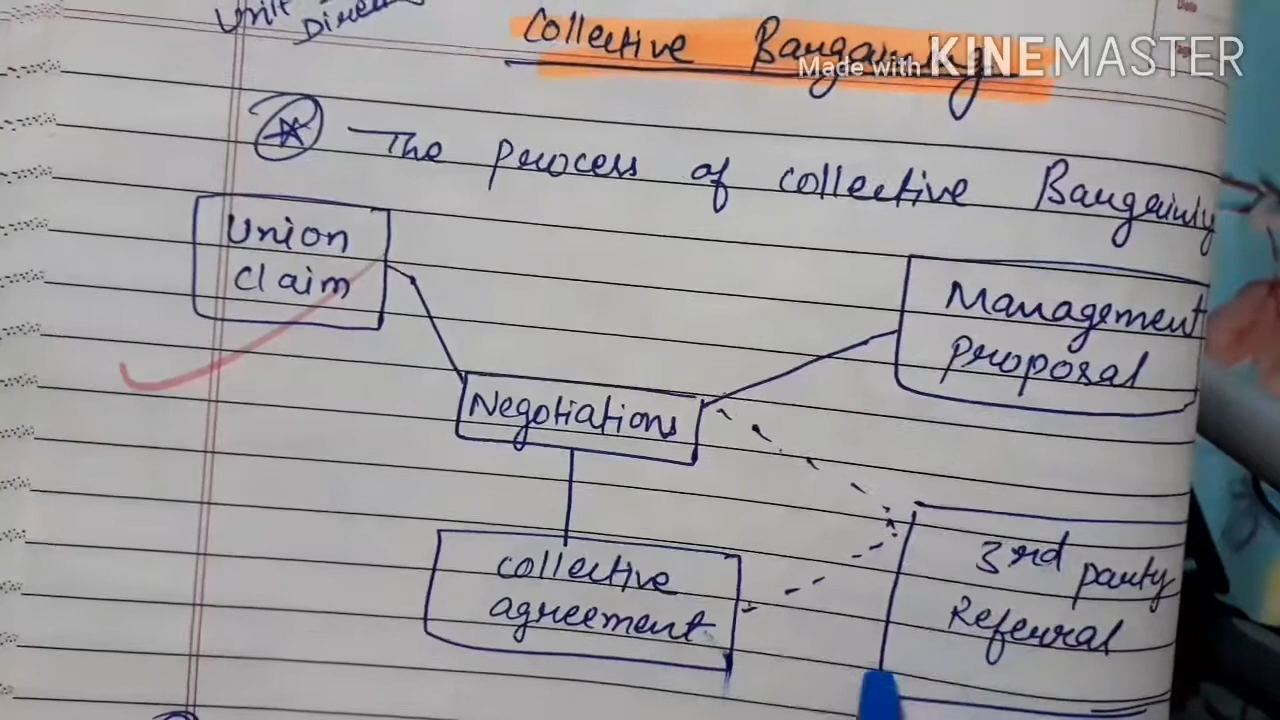 Unit
Collective Bargaining
Made with KINEMASTER
The process of collective Bargaining
Union
Claim
Management
proposal
Negotiations
collective
agreement
3rd party
Referral